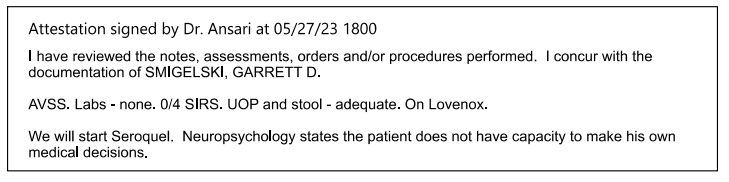 Attestation signed by Dr. Ansari at 05/27/23 1800
I have reviewed the notes, assessments, orders and/or procedures performed.  I concur with the
documentation of SMIGELSKI, GARRETT D.
AVSS. Labs - none. 0/4 SIRS. UOP and stool - adequate. On Lovenox.
We will start Seroquel.  Neuropsychology states the patient does not have capacity to make his own
medical decisions.